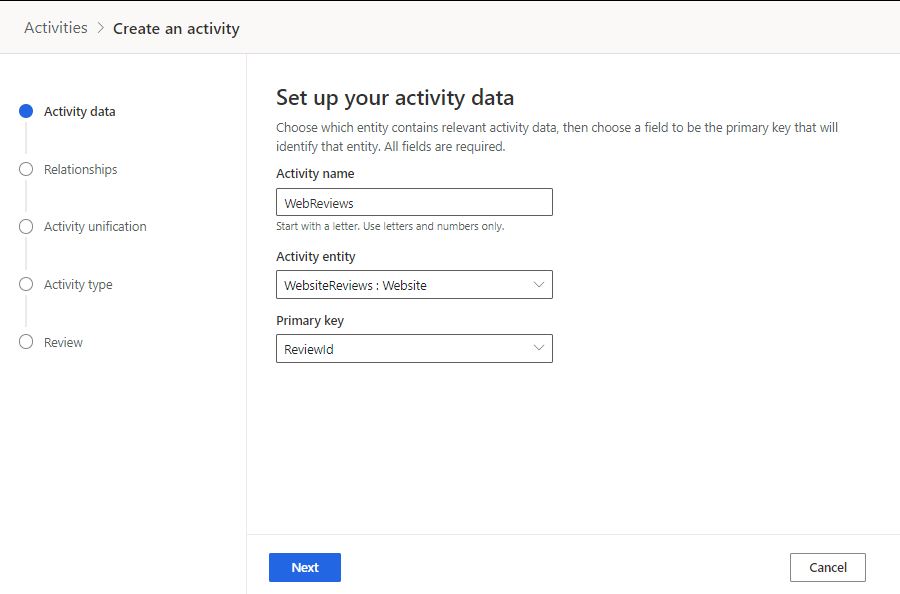 Activities > Create an activity
Activity data
Relationships
Activity unification
Activity type
Review
Set up your activity data
Choose which entity contains relevant activity data, then choose a field to be the primary key that will
identify that entity. All fields are required.
Activity name
WebReviews
Start with a letter. Use letters and numbers only.
Activity entity
WebsiteReviews : Website
Primary key
ReviewId
Next
Cancel